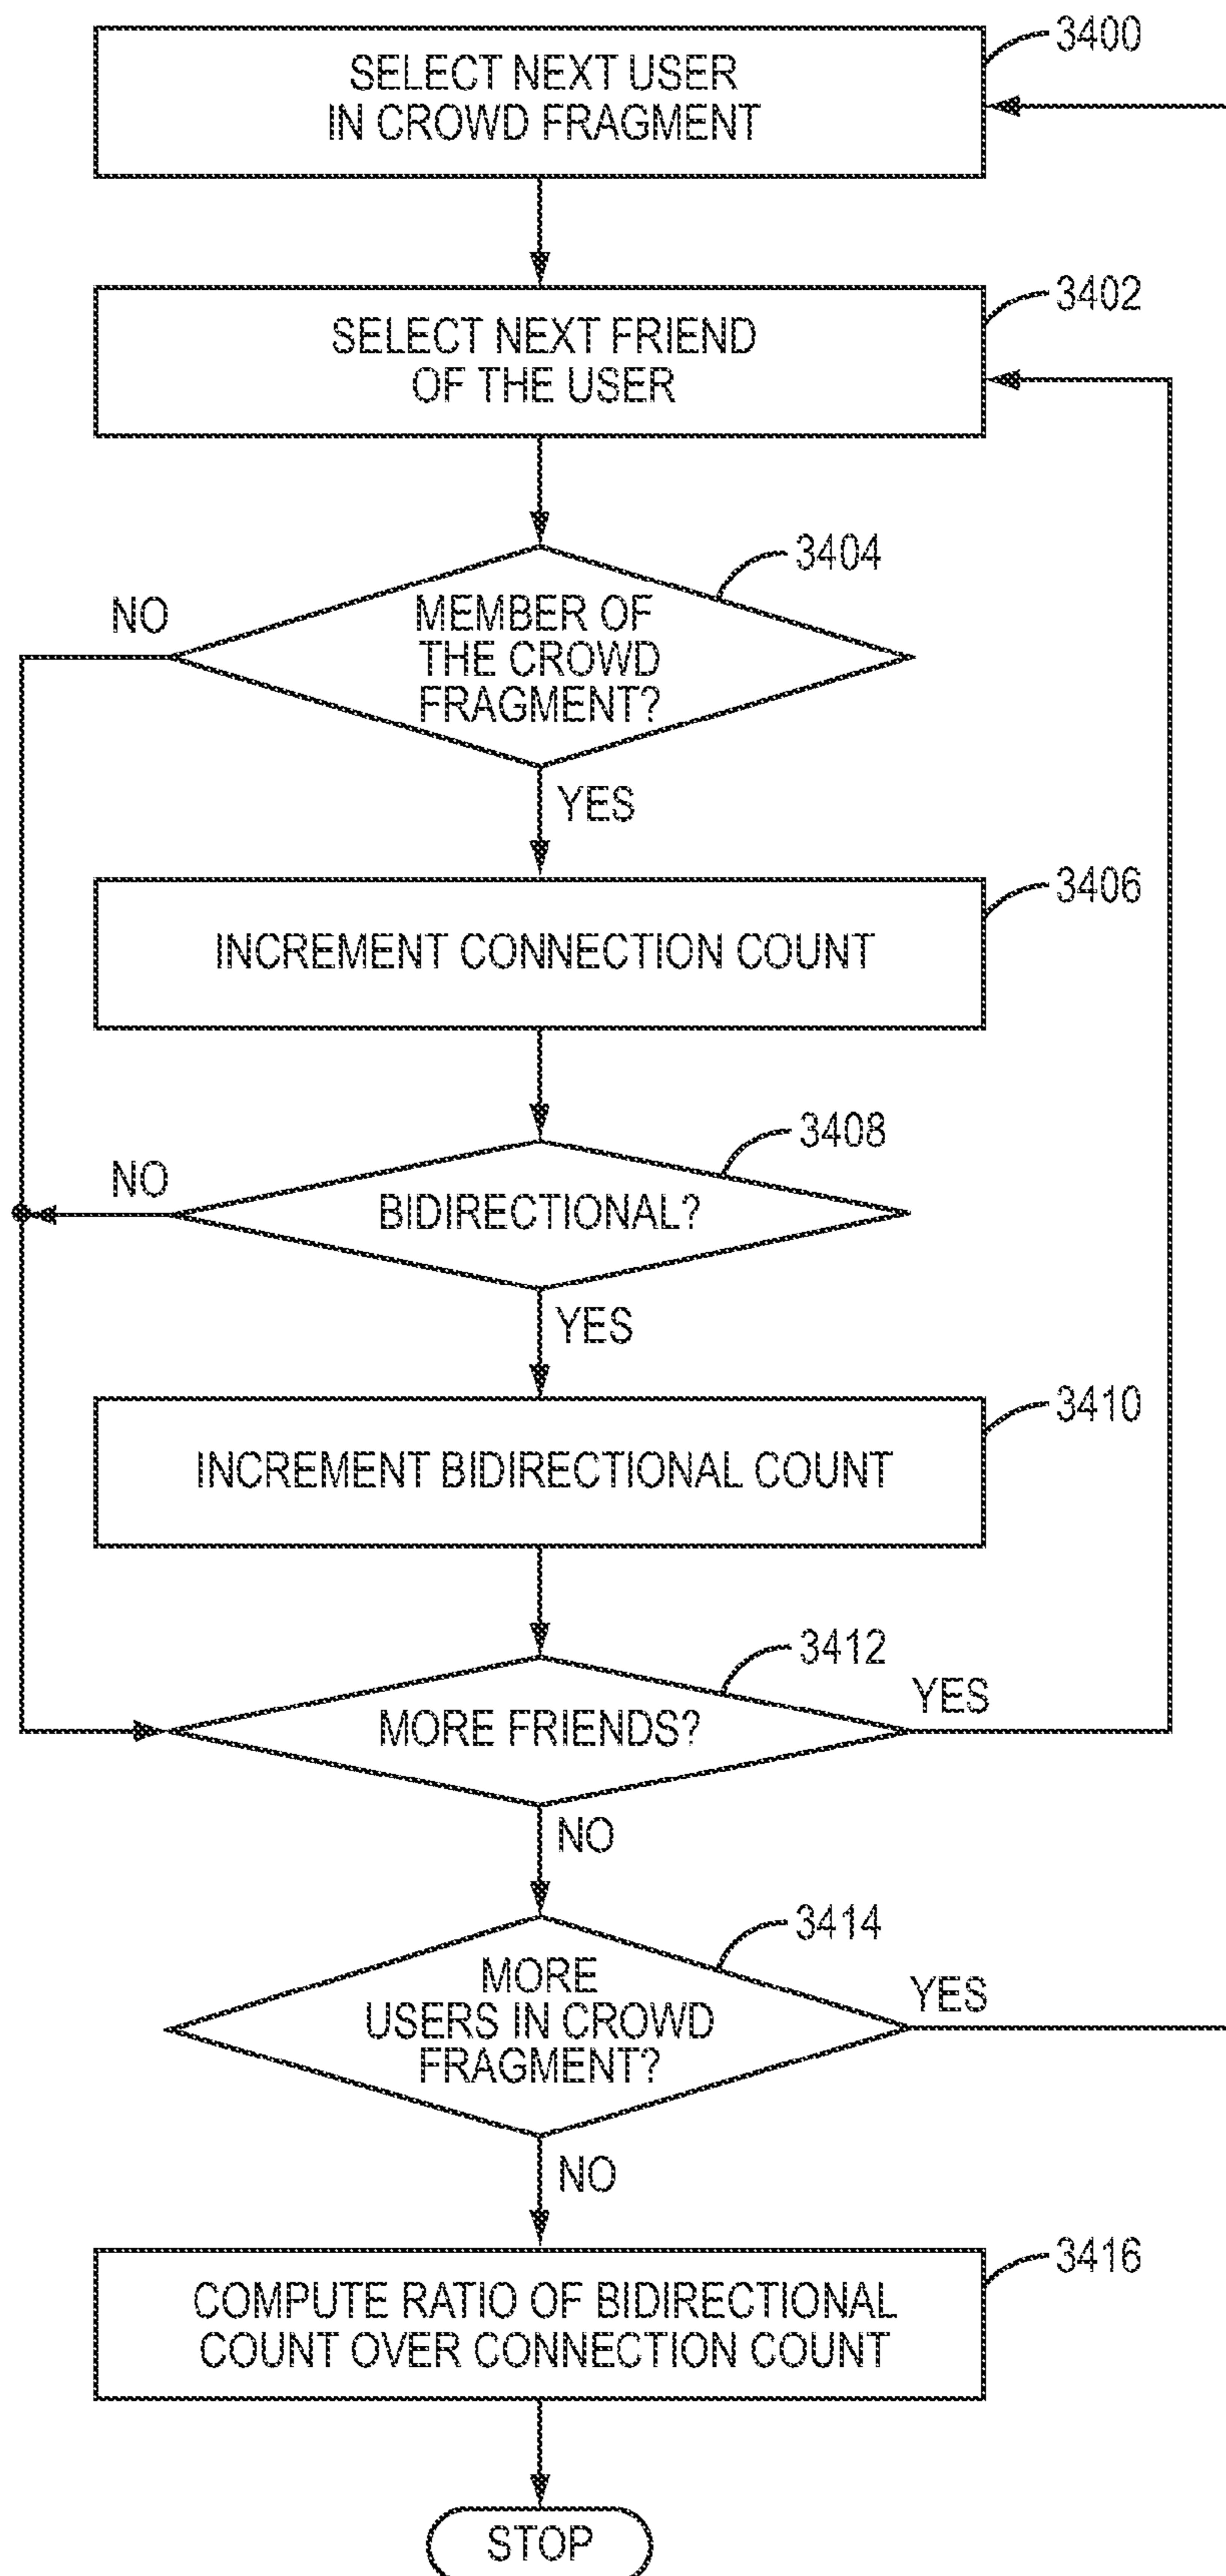 3400
SELECT NEXT USER
IN CROWD FRAGMENT
3402
SELECT NEXT FRIEND
OF THE USER
3404
NO
MEMBER OF
THE CROWD
FRAGMENT?
YES
3406
INCREMENT CONNECTION COUNT
3408
NO
BIDIRECTIONAL?
YES
3410
INCREMENT BIDIRECTIONAL COUNT
3412
YES
MORE FRIENDS?
NO
3414
MORE
YES
USERS IN CROWD
FRAGMENT?
NO
3416
COMPUTE RATIO OF BIDIRECTIONAL
COUNT OVER CONNECTION COUNT
STOP